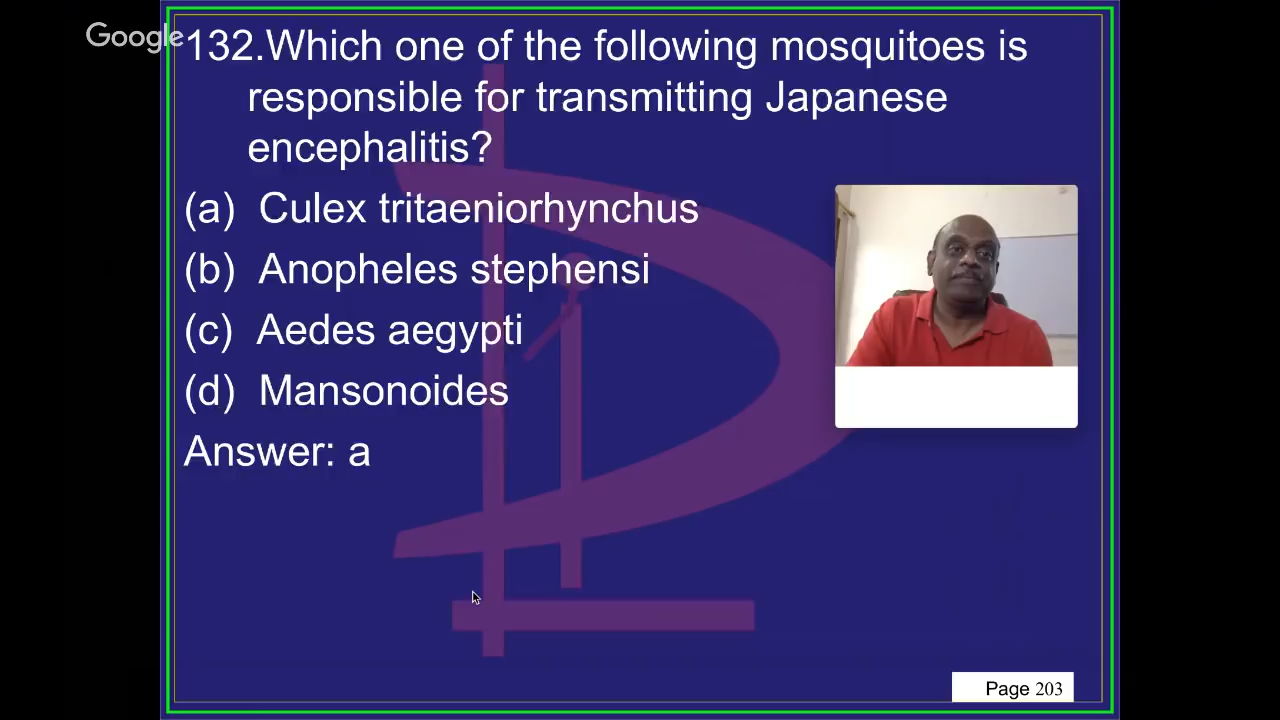 Google
132.Which one of the following mosquitoes is
responsible for transmitting Japanese
encephalitis?
(a) Culex tritaeniorhynchus
(b) Anopheles stephensi
(c) Aedes aegypti
(d) Mansonoides
Answer: a
Page 203